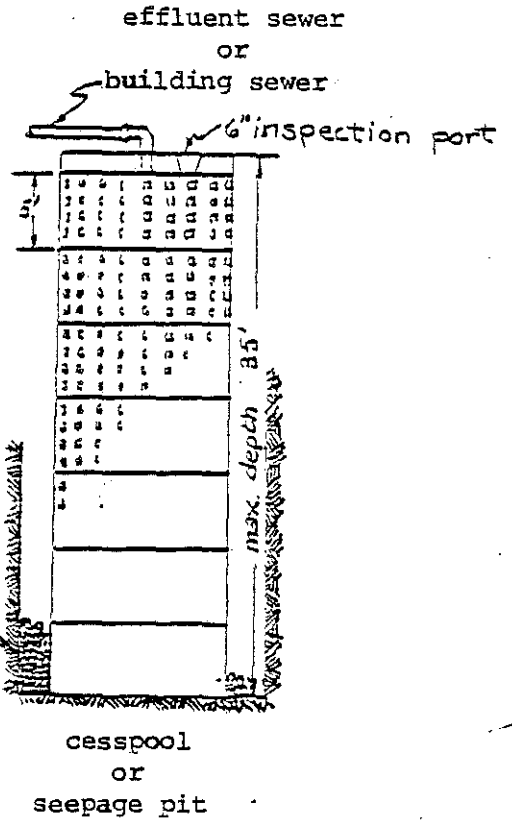 effluent sewer
or
building sewer
6" inspection port
max. depth 35'
cesspool
or
seepage pit